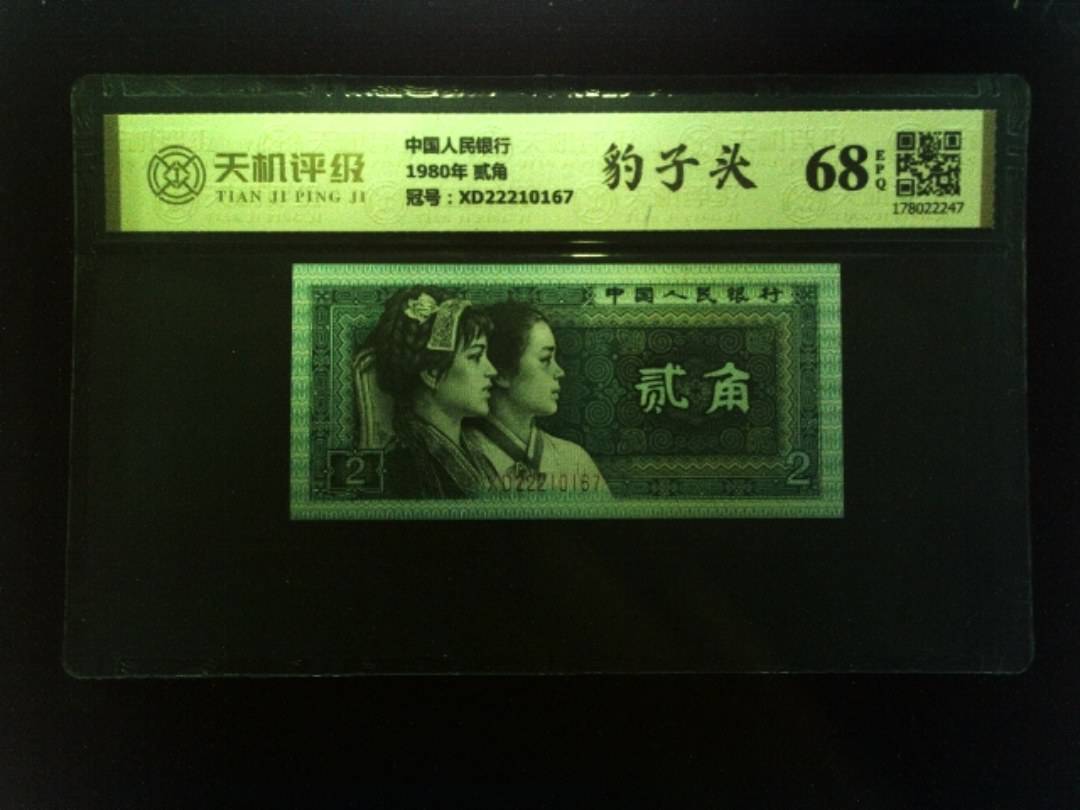 天机评级
TIAN JI PING JI
中国人民银行
1980年 贰角
冠号：XD22210167
豹子头
68
EPQ
178022247
中国人民银行
贰角
2
2
XD22210167